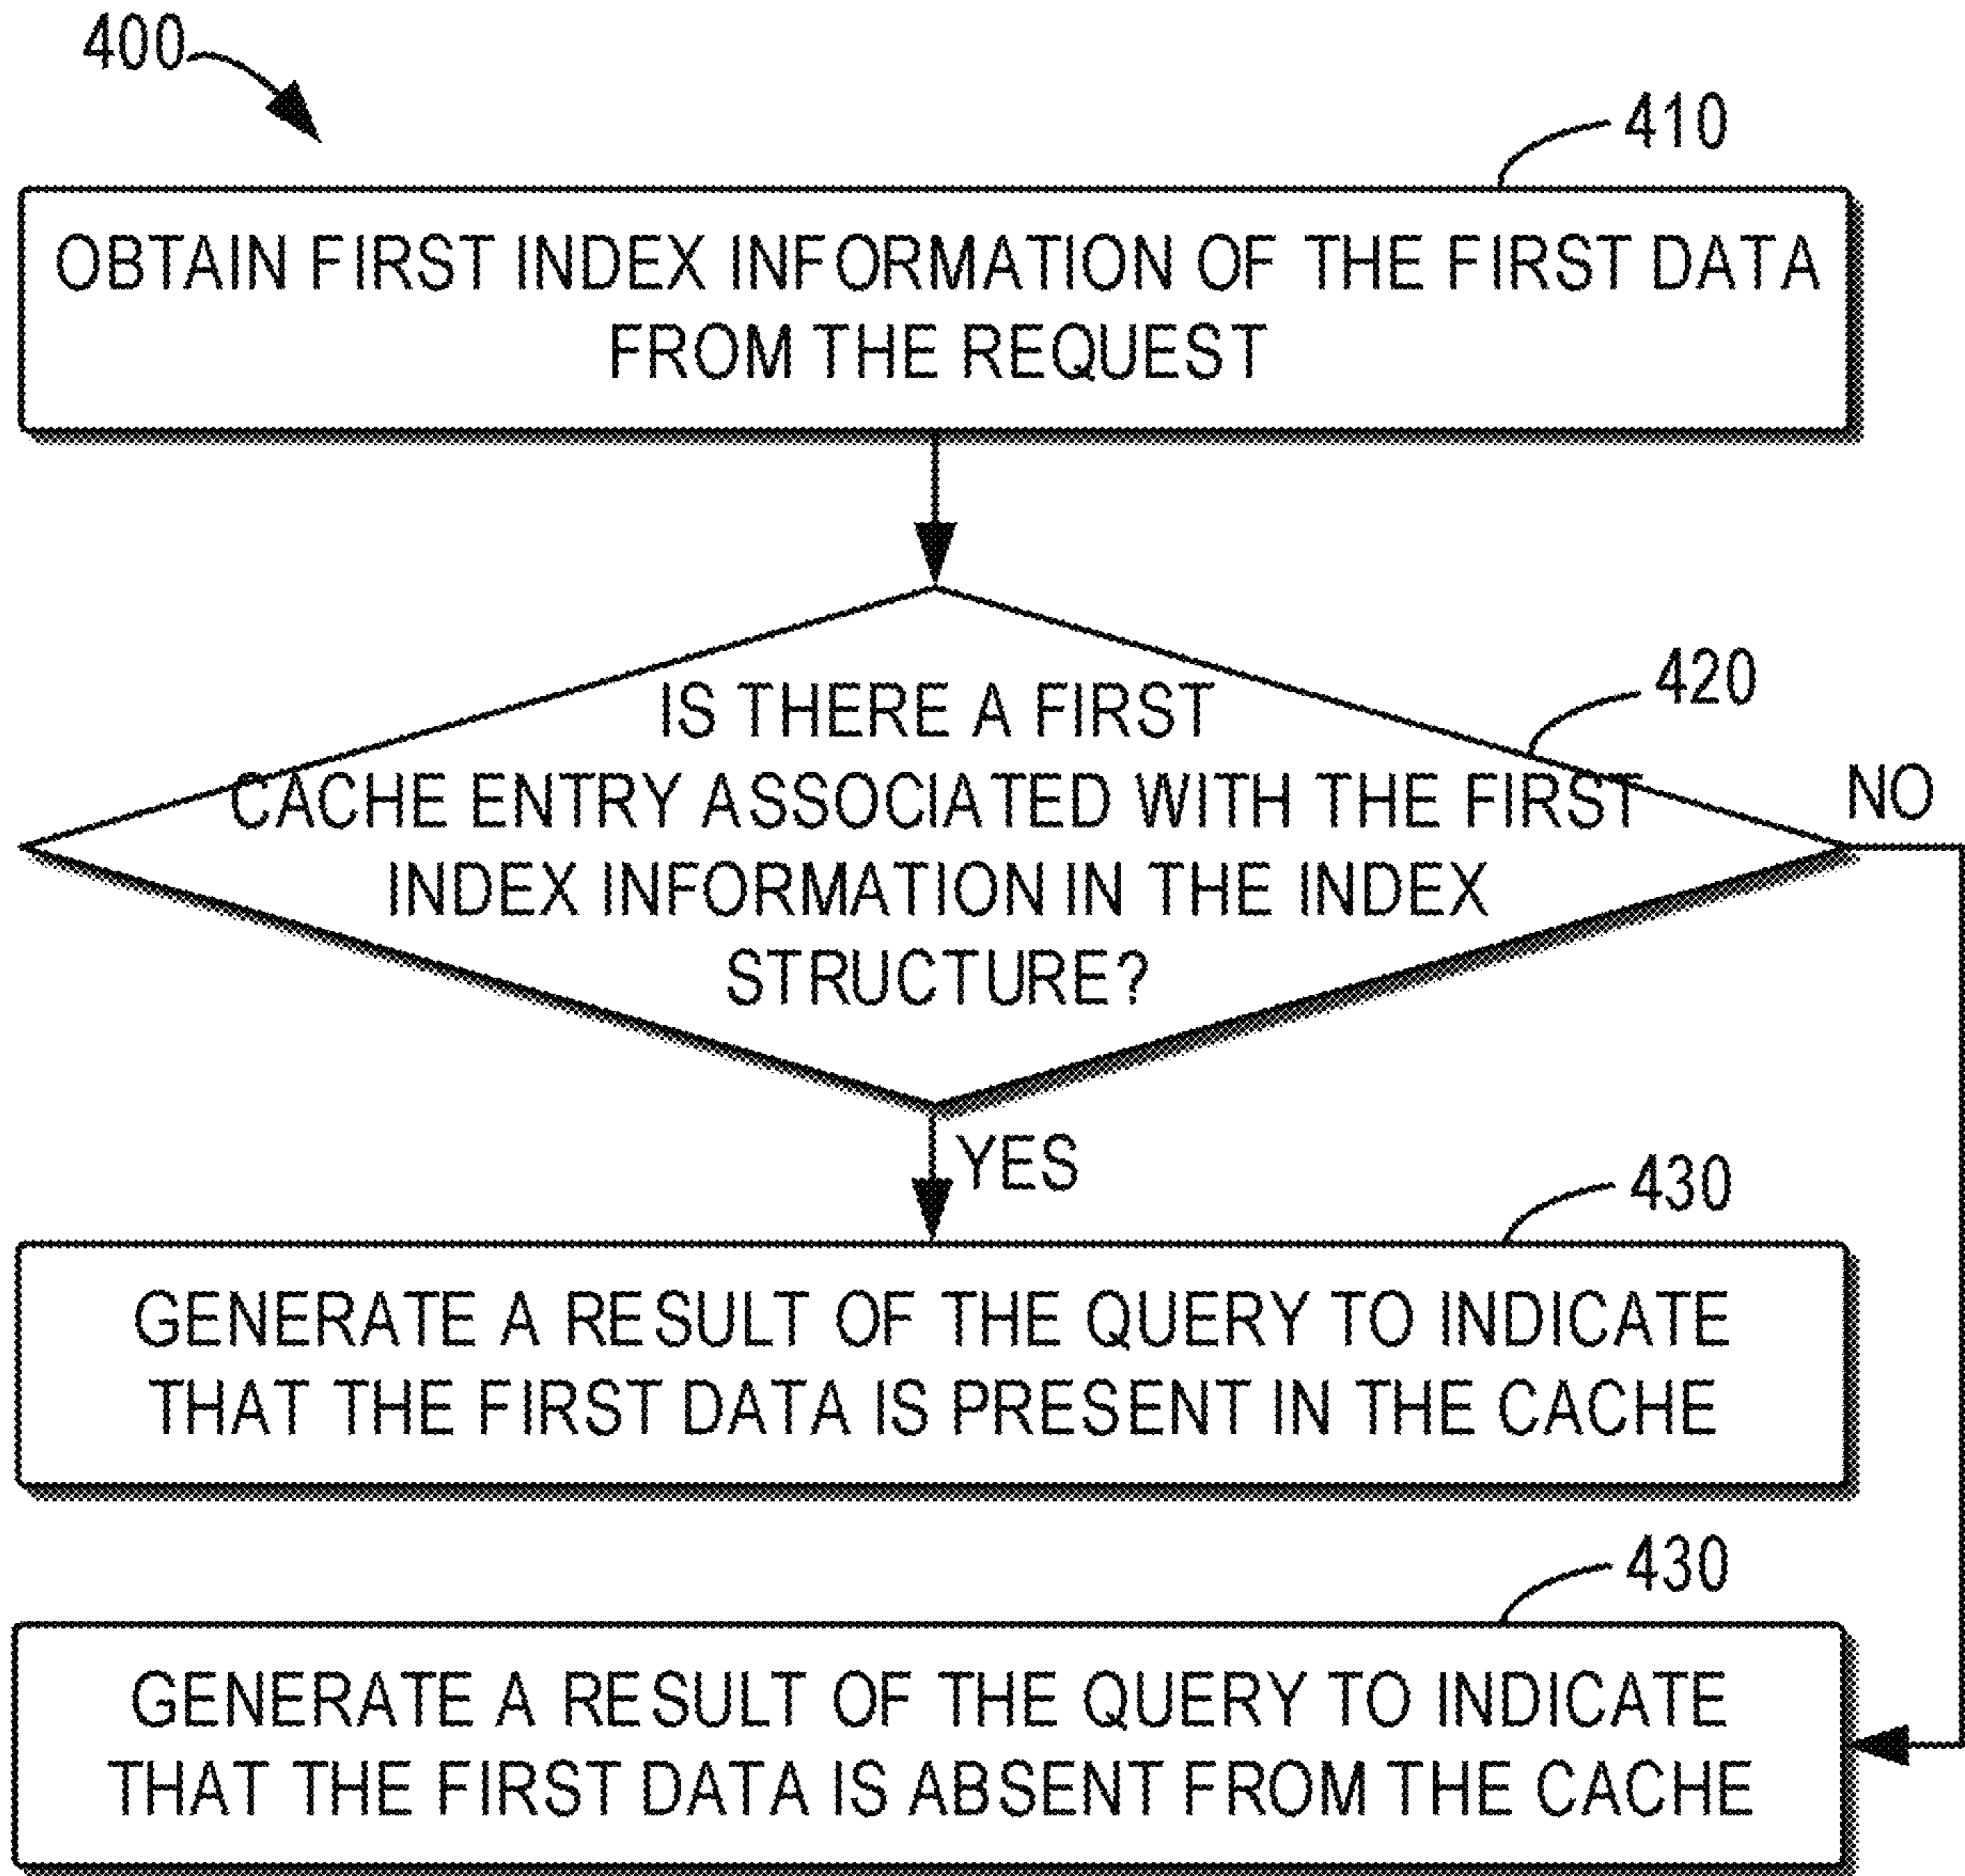 400
410
OBTAIN FIRST INDEX INFORMATION OF THE FIRST DATA
FROM THE REQUEST
420
IS THERE A FIRST
CACHE ENTRY ASSOCIATED WITH THE FIRST
INDEX INFORMATION IN THE INDEX
STRUCTURE?
NO
YES
430
GENERATE A RESULT OF THE QUERY TO INDICATE
THAT THE FIRST DATA IS PRESENT IN THE CACHE
430
GENERATE A RESULT OF THE QUERY TO INDICATE
THAT THE FIRST DATA IS ABSENT FROM THE CACHE